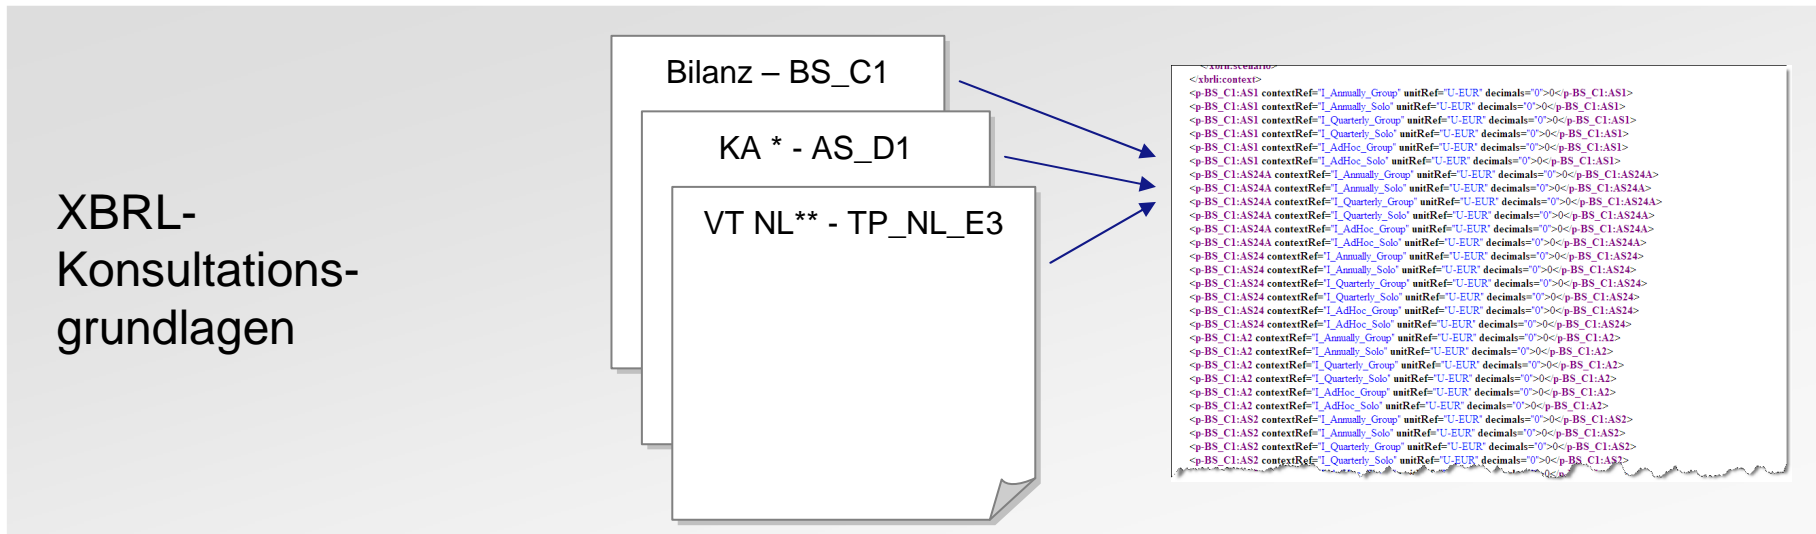 XBRL-
Konsultations-
grundlagen
Bilanz – BS_C1
KA * - AS_D1
VT NL** - TP_NL_E3
</xbrli:scenario>
</xbrli:context>
<p-BS_C1:AS1 contextRef="I_Annually_Group" unitRef="U-EUR" decimals="0">0</p-BS_C1:AS1>
<p-BS_C1:AS1 contextRef="I_Annually_Solo" unitRef="U-EUR" decimals="0">0</p-BS_C1:AS1>
<p-BS_C1:AS1 contextRef="I_Quarterly_Group" unitRef="U-EUR" decimals="0">0</p-BS_C1:AS1>
<p-BS_C1:AS1 contextRef="I_Quarterly_Solo" unitRef="U-EUR" decimals="0">0</p-BS_C1:AS1>
<p-BS_C1:AS1 contextRef="I_AdHoc_Group" unitRef="U-EUR" decimals="0">0</p-BS_C1:AS1>
<p-BS_C1:AS1 contextRef="I_AdHoc_Solo" unitRef="U-EUR" decimals="0">0</p-BS_C1:AS1>
<p-BS_C1:AS24A contextRef="I_Annually_Group" unitRef="U-EUR" decimals="0">0</p-BS_C1:AS24A>
<p-BS_C1:AS24A contextRef="I_Annually_Solo" unitRef="U-EUR" decimals="0">0</p-BS_C1:AS24A>
<p-BS_C1:AS24A contextRef="I_Quarterly_Group" unitRef="U-EUR" decimals="0">0</p-BS_C1:AS24A>
<p-BS_C1:AS24A contextRef="I_Quarterly_Solo" unitRef="U-EUR" decimals="0">0</p-BS_C1:AS24A>
<p-BS_C1:AS24A contextRef="I_AdHoc_Group" unitRef="U-EUR" decimals="0">0</p-BS_C1:AS24A>
<p-BS_C1:AS24A contextRef="I_AdHoc_Solo" unitRef="U-EUR" decimals="0">0</p-BS_C1:AS24A>
<p-BS_C1:AS24 contextRef="I_Annually_Group" unitRef="U-EUR" decimals="0">0</p-BS_C1:AS24>
<p-BS_C1:AS24 contextRef="I_Annually_Solo" unitRef="U-EUR" decimals="0">0</p-BS_C1:AS24>
<p-BS_C1:AS24 contextRef="I_Quarterly_Group" unitRef="U-EUR" decimals="0">0</p-BS_C1:AS24>
<p-BS_C1:AS24 contextRef="I_Quarterly_Solo" unitRef="U-EUR" decimals="0">0</p-BS_C1:AS24>
<p-BS_C1:AS24 contextRef="I_AdHoc_Group" unitRef="U-EUR" decimals="0">0</p-BS_C1:AS24>
<p-BS_C1:AS24 contextRef="I_AdHoc_Solo" unitRef="U-EUR" decimals="0">0</p-BS_C1:AS24>
<p-BS_C1:A2 contextRef="I_Annually_Group" unitRef="U-EUR" decimals="0">0</p-BS_C1:A2>
<p-BS_C1:A2 contextRef="I_Annually_Solo" unitRef="U-EUR" decimals="0">0</p-BS_C1:A2>
<p-BS_C1:A2 contextRef="I_Quarterly_Group" unitRef="U-EUR" decimals="0">0</p-BS_C1:A2>
<p-BS_C1:A2 contextRef="I_Quarterly_Solo" unitRef="U-EUR" decimals="0">0</p-BS_C1:A2>
<p-BS_C1:A2 contextRef="I_AdHoc_Group" unitRef="U-EUR" decimals="0">0</p-BS_C1:A2>
<p-BS_C1:A2 contextRef="I_AdHoc_Solo" unitRef="U-EUR" decimals="0">0</p-BS_C1:A2>
<p-BS_C1:AS2 contextRef="I_Annually_Group" unitRef="U-EUR" decimals="0">0</p-BS_C1:AS2>
<p-BS_C1:AS2 contextRef="I_Annually_Solo" unitRef="U-EUR" decimals="0">0</p-BS_C1:AS2>
<p-BS_C1:AS2 contextRef="I_Quarterly_Group" unitRef="U-EUR" decimals="0">0</p-BS_C1:AS2>
<p-BS_C1:AS2 contextRef="I_Quarterly_Solo" unitRef="U-EUR" decimals="0">0</p-BS_C1:AS2>